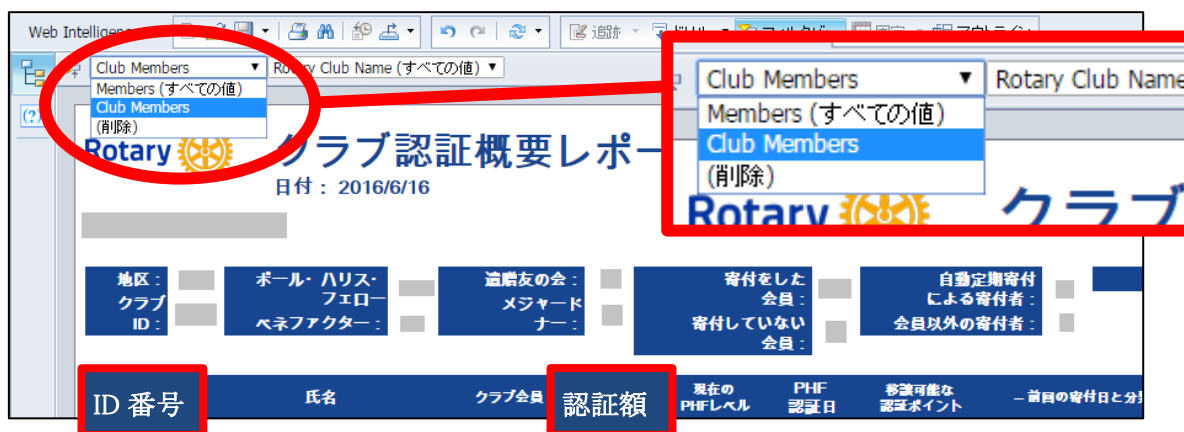 Web Intelligence
追跡
Club Members ▼ Rotary Club Name (すべての値) ▼
Members (すべての値)
Club Members
(削除)
Club Members ▼ Rotary Club Name
Members (すべての値)
Club Members
(削除)
Rotary
クラブ
Rotary
クラブ認証概要レポー
日付： 2016/6/16
地区：
クラブ
ID：
ポール・ハリス・
フェロー
ベネファクター：
遺贈友の会：
メジャード
ナー：
寄付をした
会員：
寄付していない
会員：
自動定期寄付
による寄付者：
会員以外の寄付者：
ID 番号
氏名
クラブ会員
認証額
現在の
PHFレベル
PHF
認証日
移譲可能な
認証ポイント
前回の寄付日と分